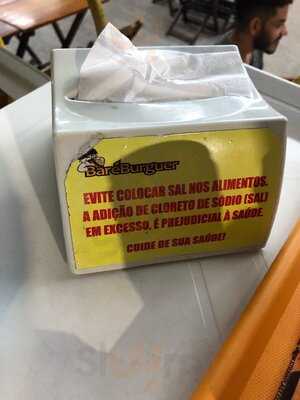 BaréBurguer
EVITE COLOCAR SAL NOS ALIMENTOS.
A ADIÇÃO DE CLORETO DE SÓDIO (SAL)
EM EXCESSO, É PREJUDICIAL À SAÚDE.
CUIDE DE SUA SAÚDE!